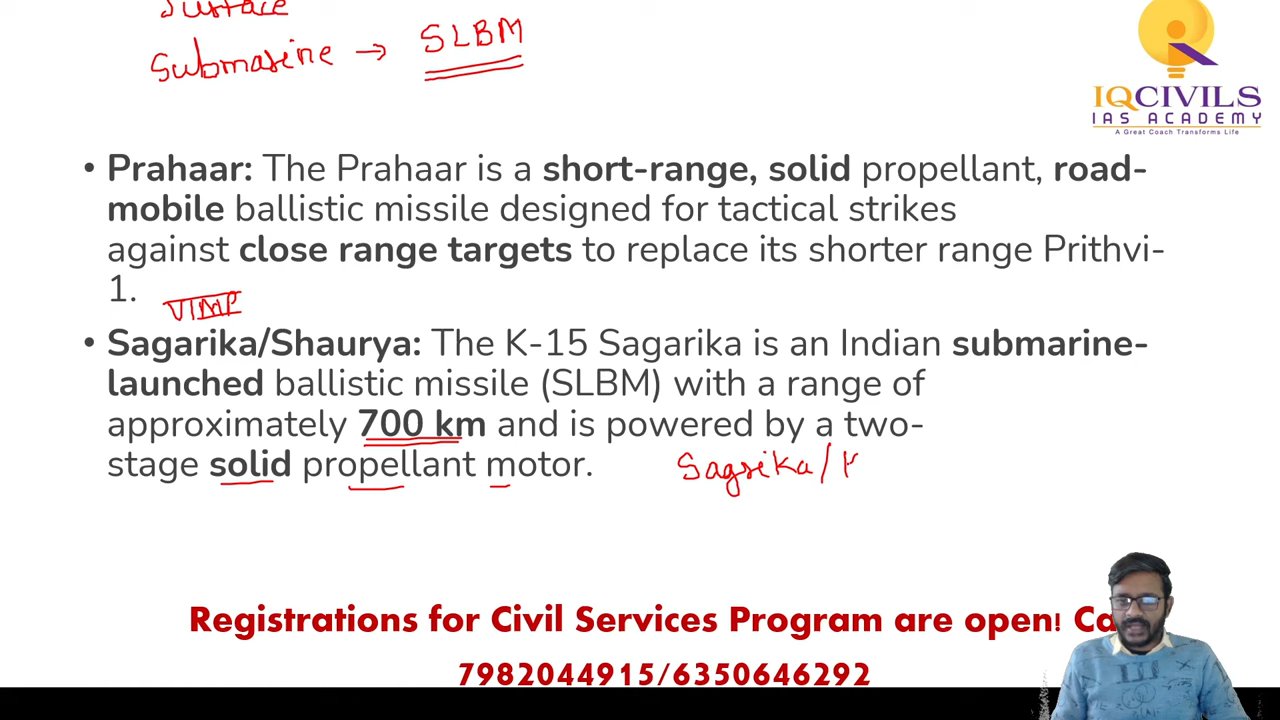 Surface
Submarine → SLBM
IQCIVILS
IAS ACADEMY
A Great Coach Transforms Life
• Prahaar: The Prahaar is a short-range, solid propellant, road-
mobile ballistic missile designed for tactical strikes
against close range targets to replace its shorter range Prithvi-
1.
VIMP
• Sagarika/Shaurya: The K-15 Sagarika is an Indian submarine-
launched ballistic missile (SLBM) with a range of
approximately 700 km and is powered by a two-
stage solid propellant motor.
Sagrika/
Registrations for Civil Services Program are open! Ca
7982044915/6350646292